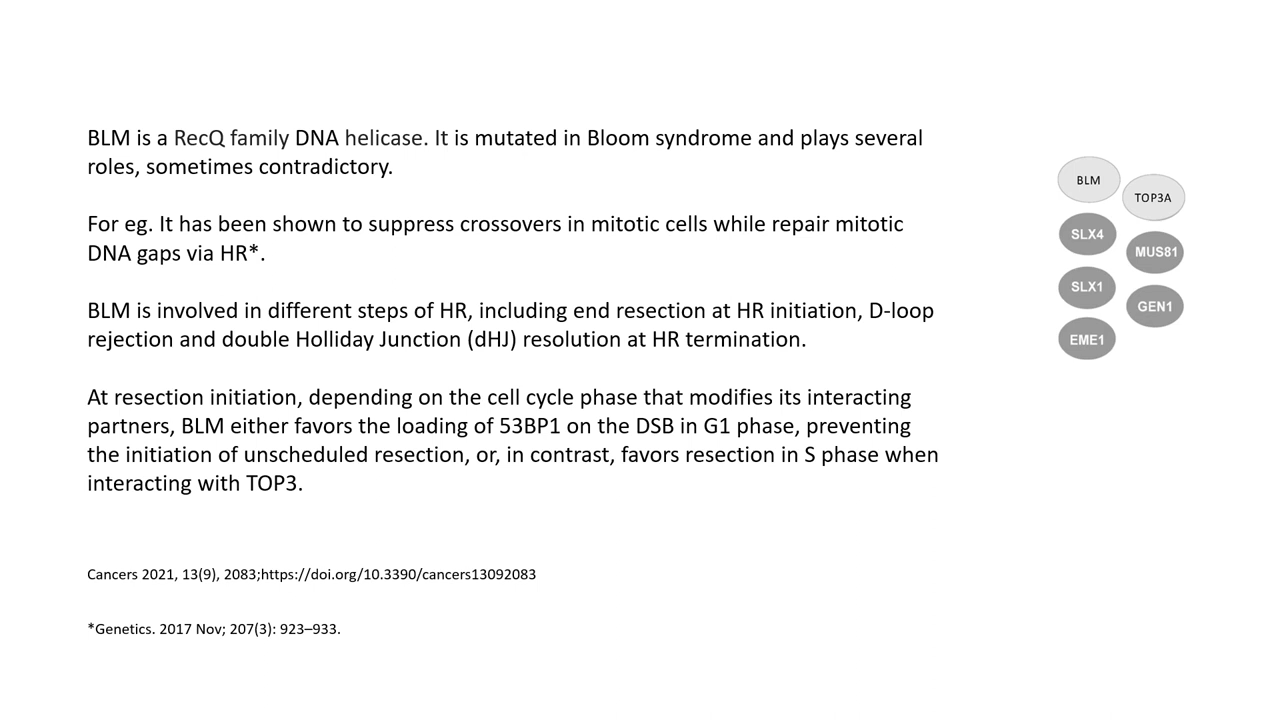 BLM is a RecQ family DNA helicase. It is mutated in Bloom syndrome and plays several
roles, sometimes contradictory.
For eg. It has been shown to suppress crossovers in mitotic cells while repair mitotic
DNA gaps via HR*.
BLM is involved in different steps of HR, including end resection at HR initiation, D-loop
rejection and double Holliday Junction (dHJ) resolution at HR termination.
At resection initiation, depending on the cell cycle phase that modifies its interacting
partners, BLM either favors the loading of 53BP1 on the DSB in G1 phase, preventing
the initiation of unscheduled resection, or, in contrast, favors resection in S phase when
interacting with TOP3.
Cancers 2021, 13(9), 2083;https://doi.org/10.3390/cancers13092083
*Genetics. 2017 Nov; 207(3): 923–933.
BLM
TOP3A
SLX4
MUS81
SLX1
GEN1
EME1